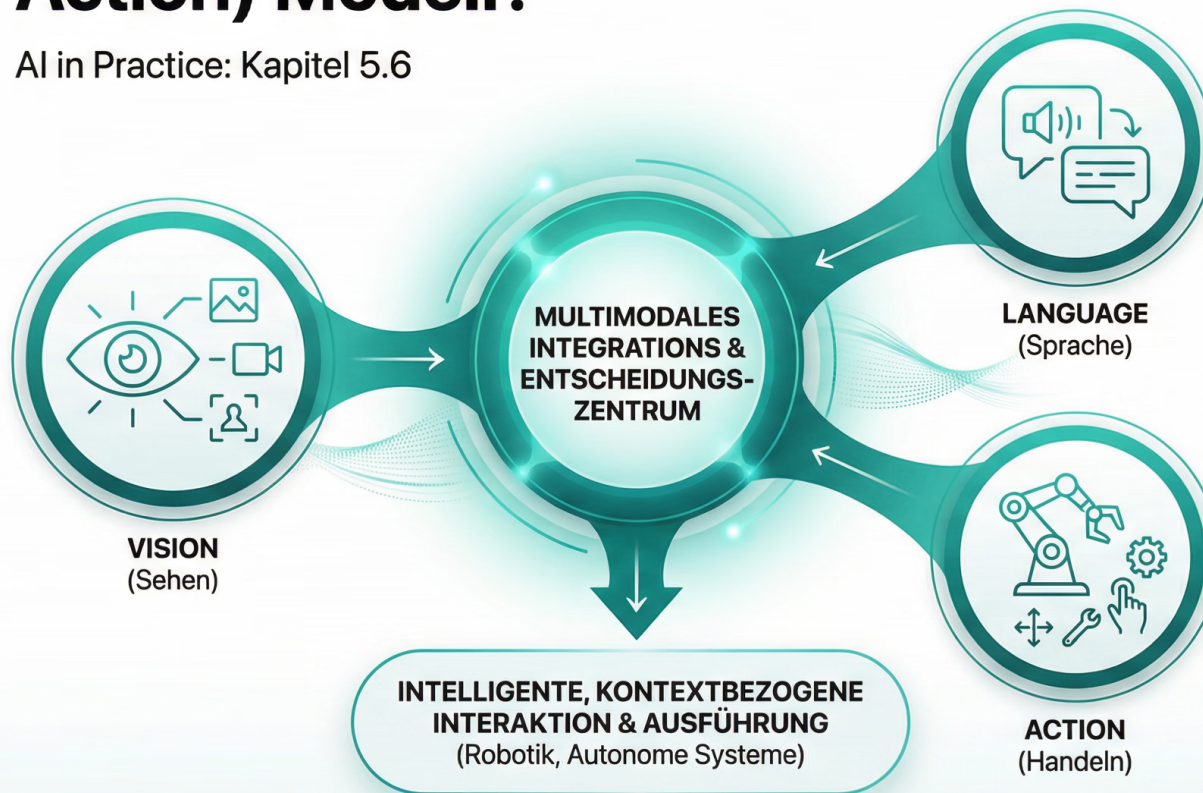 Action) Modell?
AI in Practice: Kapitel 5.6
MULTIMODALES
INTEGRATIONS &
ENTSCHEIDUNGS-
ZENTRUM
LANGUAGE
(Sprache)
VISION
(Sehen)
INTELLIGENTE, KONTEXTBEZOGENE
INTERAKTION & AUSFÜHRUNG
(Robotik, Autonome Systeme)
ACTION
(Handeln)